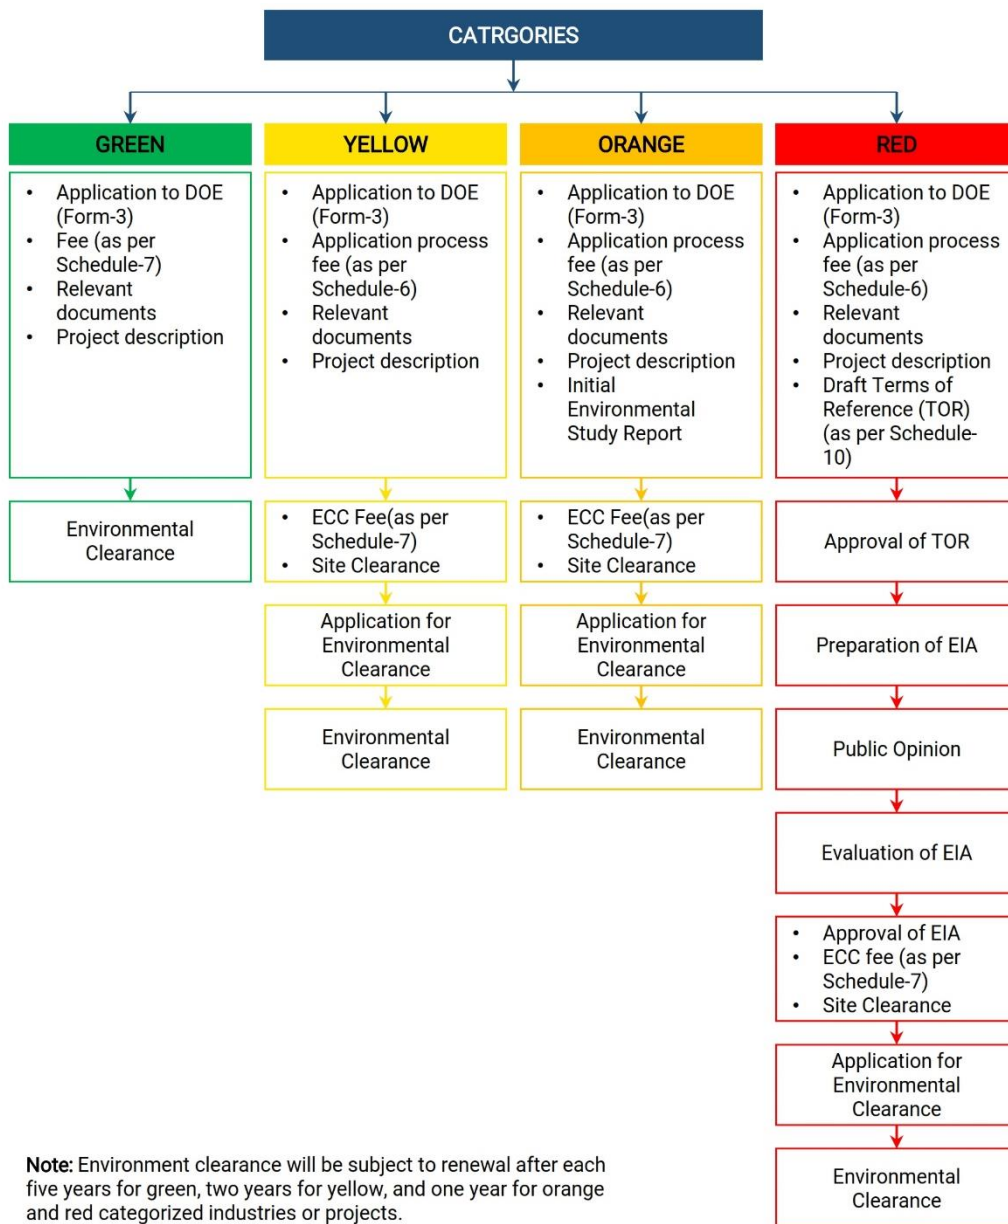 CATRGORIES
GREEN
• Application to DOE
(Form-3)
• Fee (as per
Schedule-7)
• Relevant
documents
• Project description
Environmental
Clearance
YELLOW
• Application to DOE
(Form-3)
• Application process
fee (as per
Schedule-6)
• Relevant
documents
• Project description
• ECC Fee(as per
Schedule-7)
• Site Clearance
Application for
Environmental
Clearance
Environmental
Clearance
ORANGE
• Application to DOE
(Form-3)
• Application process
fee (as per
Schedule-6)
• Relevant
documents
• Project description
• Initial
Environmental
Study Report
• ECC Fee(as per
Schedule-7)
• Site Clearance
Application for
Environmental
Clearance
Environmental
Clearance
RED
• Application to DOE
(Form-3)
• Application process
fee (as per
Schedule-6)
• Relevant
documents
• Project description
• Draft Terms of
Reference (TOR)
(as per Schedule-
10)
Approval of TOR
Preparation of EIA
Public Opinion
Evaluation of EIA
• Approval of EIA
• ECC fee (as per
Schedule-7)
• Site Clearance
Application for
Environmental
Clearance
Environmental
Clearance
Note: Environment clearance will be subject to renewal after each
five years for green, two years for yellow, and one year for orange
and red categorized industries or projects.